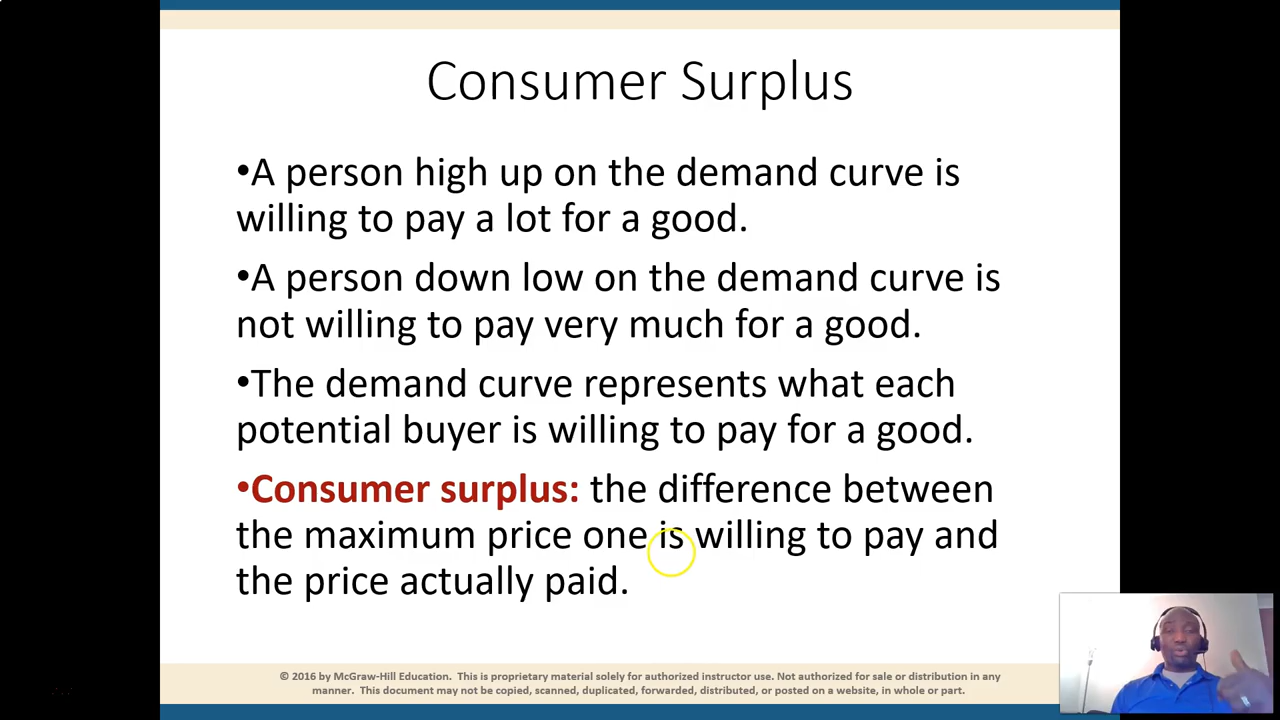 Consumer Surplus
•A person high up on the demand curve is
willing to pay a lot for a good.
•A person down low on the demand curve is
not willing to pay very much for a good.
•The demand curve represents what each
potential buyer is willing to pay for a good.
•Consumer surplus: the difference between
the maximum price one is willing to pay and
the price actually paid.
© 2016 by McGraw-Hill Education. This is proprietary material solely for authorized instructor use. Not authorized for sale or distribution in any
manner. This document may not be copied, scanned, duplicated, forwarded, distributed, or posted on a website, in whole or part.